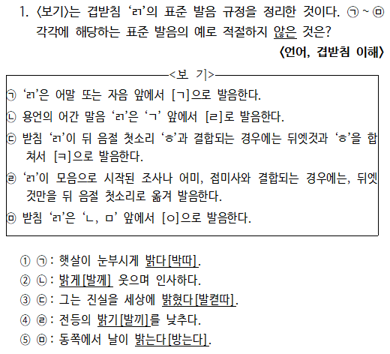 1. <보기>는 겹받침 ‘ㄺ’의 표준 발음 규정을 정리한 것이다. ㉠~㉤
각각에 해당하는 표준 발음의 예로 적절하지 않은 것은?
<언어, 겹받침 이해>
<보 기>
㉠ ‘ㄺ’은 어말 또는 자음 앞에서 [ㄱ]으로 발음한다.
㉡ 용언의 어간 말음 ‘ㄺ’은 ‘ㄱ’ 앞에서 [ㄹ]로 발음한다.
㉢ 받침 ‘ㄺ’이 뒤 음절 첫소리 ‘ㅎ’과 결합되는 경우에는 뒤엣것과 ‘ㅎ’을 합
쳐서 [ㅋ]으로 발음한다.
㉣ ‘ㄺ’이 모음으로 시작된 조사나 어미, 접미사와 결합되는 경우에는, 뒤엣
것만을 뒤 음절 첫소리로 옮겨 발음한다.
㉤ 받침 ‘ㄺ’은 ‘ㄴ, ㅁ’ 앞에서 [ㅇ]으로 발음한다.
① ㉠: 햇살이 눈부시게 밝다[박따].
② ㉡: 밝게[발께] 웃으며 인사하다.
③ ㉢: 그는 진실을 세상에 밝혔다[발켣따].
④ ㉣: 전등의 밝기[발끼]를 낮추다.
⑤ ㉤: 동쪽에서 날이 밝는다[방는다].